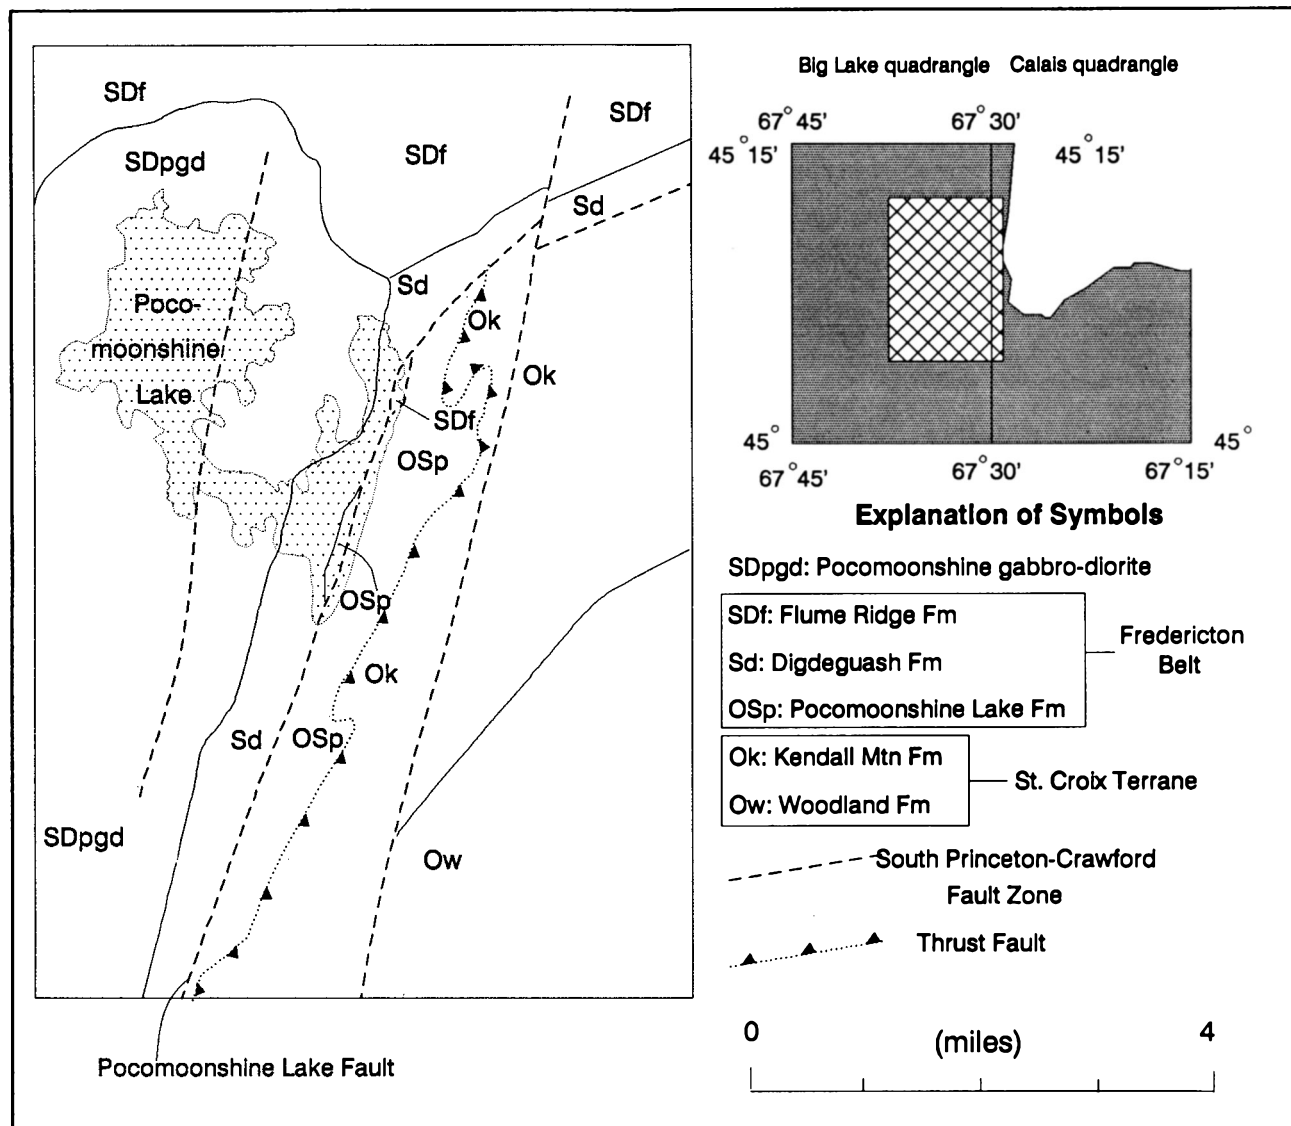 SDf
SDf
SDf
SDpgd
Sd
Sd
Ok
Poco-
moonshine
Lake
Ok
SDf
OSp
OSp
Ok
Sd
OSp
SDpgd
Ow
Pocomoonshine Lake Fault
Big Lake quadrangle Calais quadrangle
67°45' 67°30'
45°15' 45°15'
45° 45°
67°45' 67°30' 67°15'
Explanation of Symbols
SDpgd: Pocomoonshine gabbro-diorite
SDf: Flume Ridge Fm
Sd: Digdeguash Fm
OSp: Pocomoonshine Lake Fm
Fredericton
Belt
Ok: Kendall Mtn Fm
Ow: Woodland Fm
St. Croix Terrane
South Princeton-Crawford
Fault Zone
Thrust Fault
0 4
(miles)